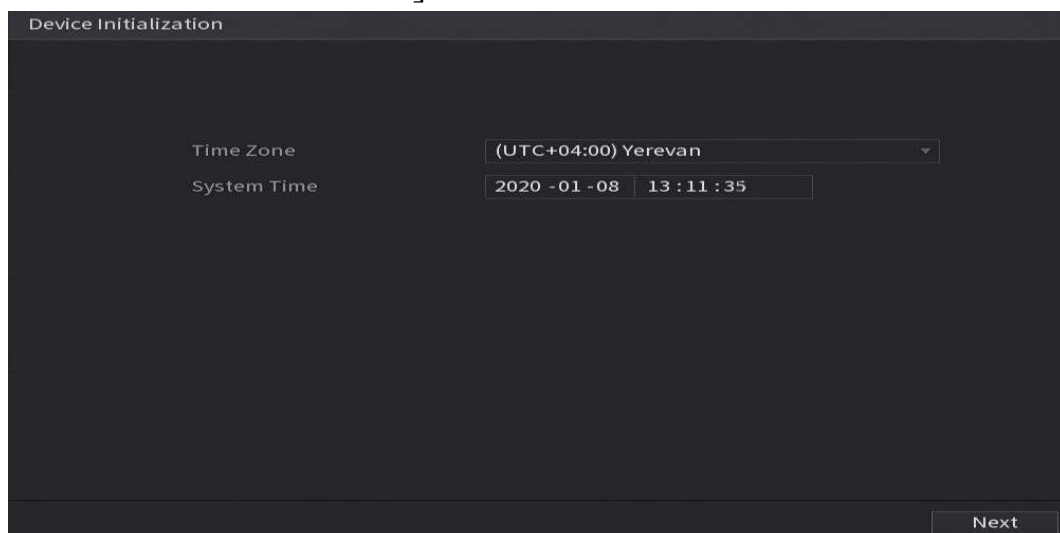 Device Initialization
Time Zone (UTC+04:00) Yerevan
System Time 2020 -01 -08 13 : 11 : 35
Next